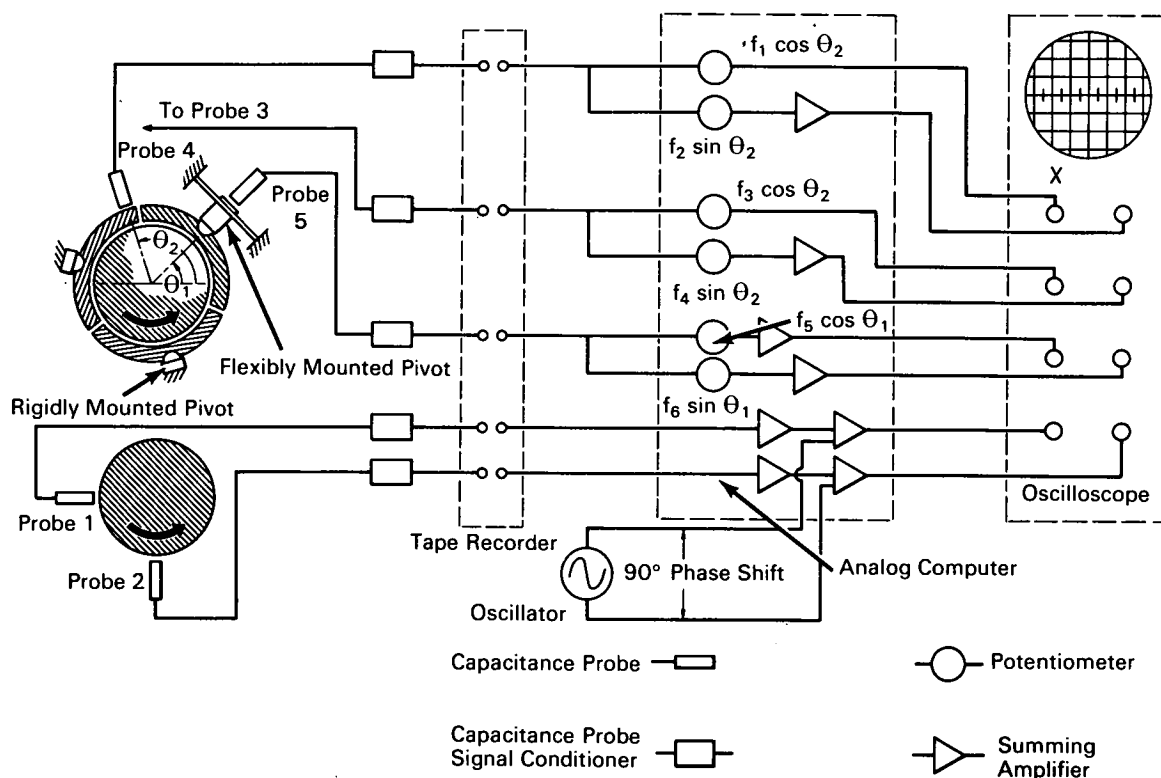 f₁ cos θ₂
To Probe 3
Probe 4
Probe
5
f₂ sin θ₂
X
f₃ cos θ₂
θ₂
θ₁
f₄ sin θ₂
f₅ cos θ₁
Flexibly Mounted Pivot
Rigidly Mounted Pivot
f₆ sin θ₁
Probe 1
Oscilloscope
Tape Recorder
Probe 2
90° Phase Shift
Analog Computer
Oscillator
Capacitance Probe
Potentiometer
Capacitance Probe
Signal Conditioner
Summing
Amplifier